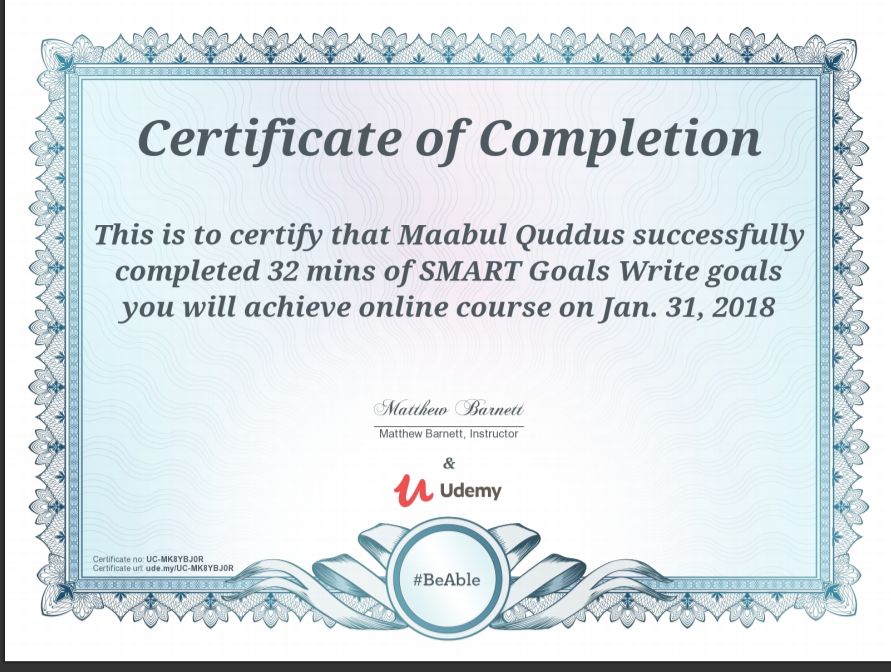 Certificate of Completion
This is to certify that Maabul Quddus successfully
completed 32 mins of SMART Goals Write goals
you will achieve online course on Jan. 31, 2018
Matthew Barnett
Matthew Barnett, Instructor
&
Udemy
Certificate no: UC-MK8YBJ0R
Certificate url: ude.my/UC-MK8YBJ0R
#BeAble